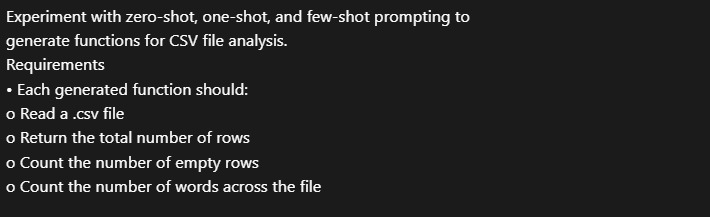 Experiment with zero-shot, one-shot, and few-shot prompting to
generate functions for CSV file analysis.
Requirements
• Each generated function should:
o Read a .csv file
o Return the total number of rows
o Count the number of empty rows
o Count the number of words across the file